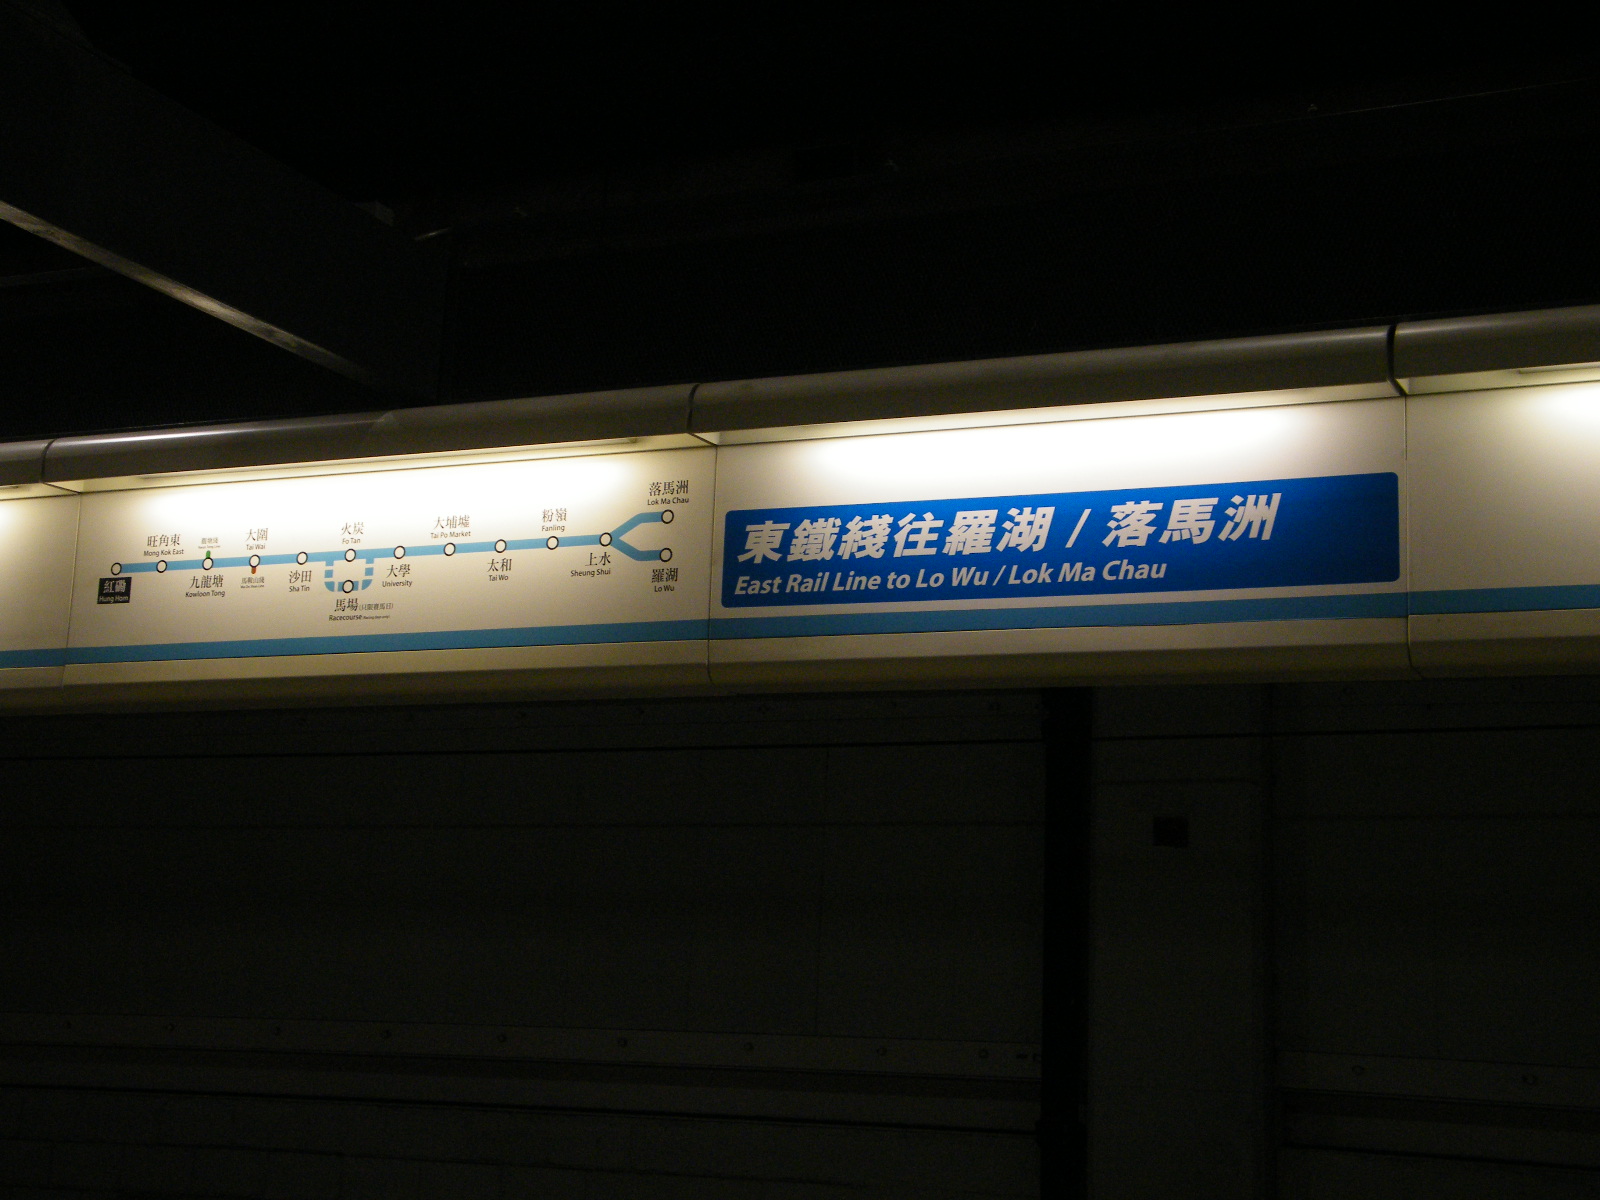 旺角東
Mong Kok East
大圍
Tai Wai
火炭
Fo Tan
大埔墟
Tai Po Market
粉嶺
Fanling
落馬洲
Lok Ma Chau
紅磡
Hung Hom
九龍塘
Kowloon Tong
沙田
Sha Tin
馬場
Racecourse
大學
University
太和
Tai Wo
上水
Sheung Shui
羅湖
Lo Wu
東鐵綫往羅湖 / 落馬洲
East Rail Line to Lo Wu / Lok Ma Chau